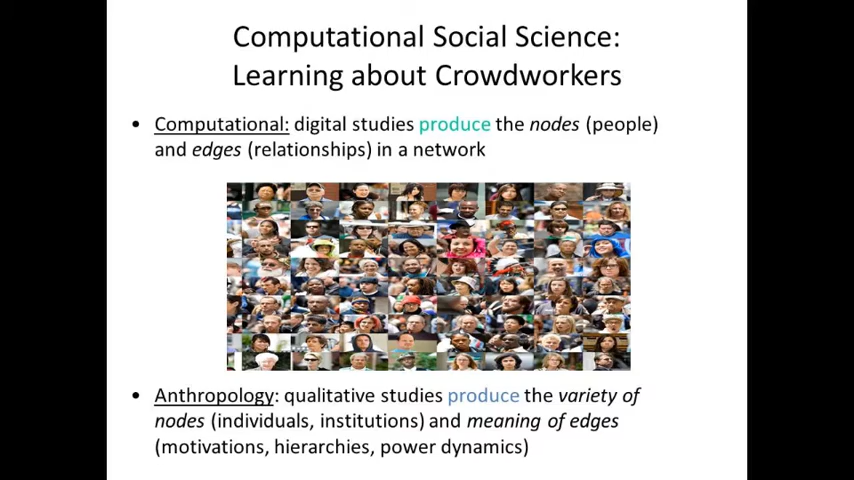 Computational Social Science:
Learning about Crowdworkers
• Computational: digital studies produce the nodes (people)
and edges (relationships) in a network
• Anthropology: qualitative studies produce the variety of
nodes (individuals, institutions) and meaning of edges
(motivations, hierarchies, power dynamics)